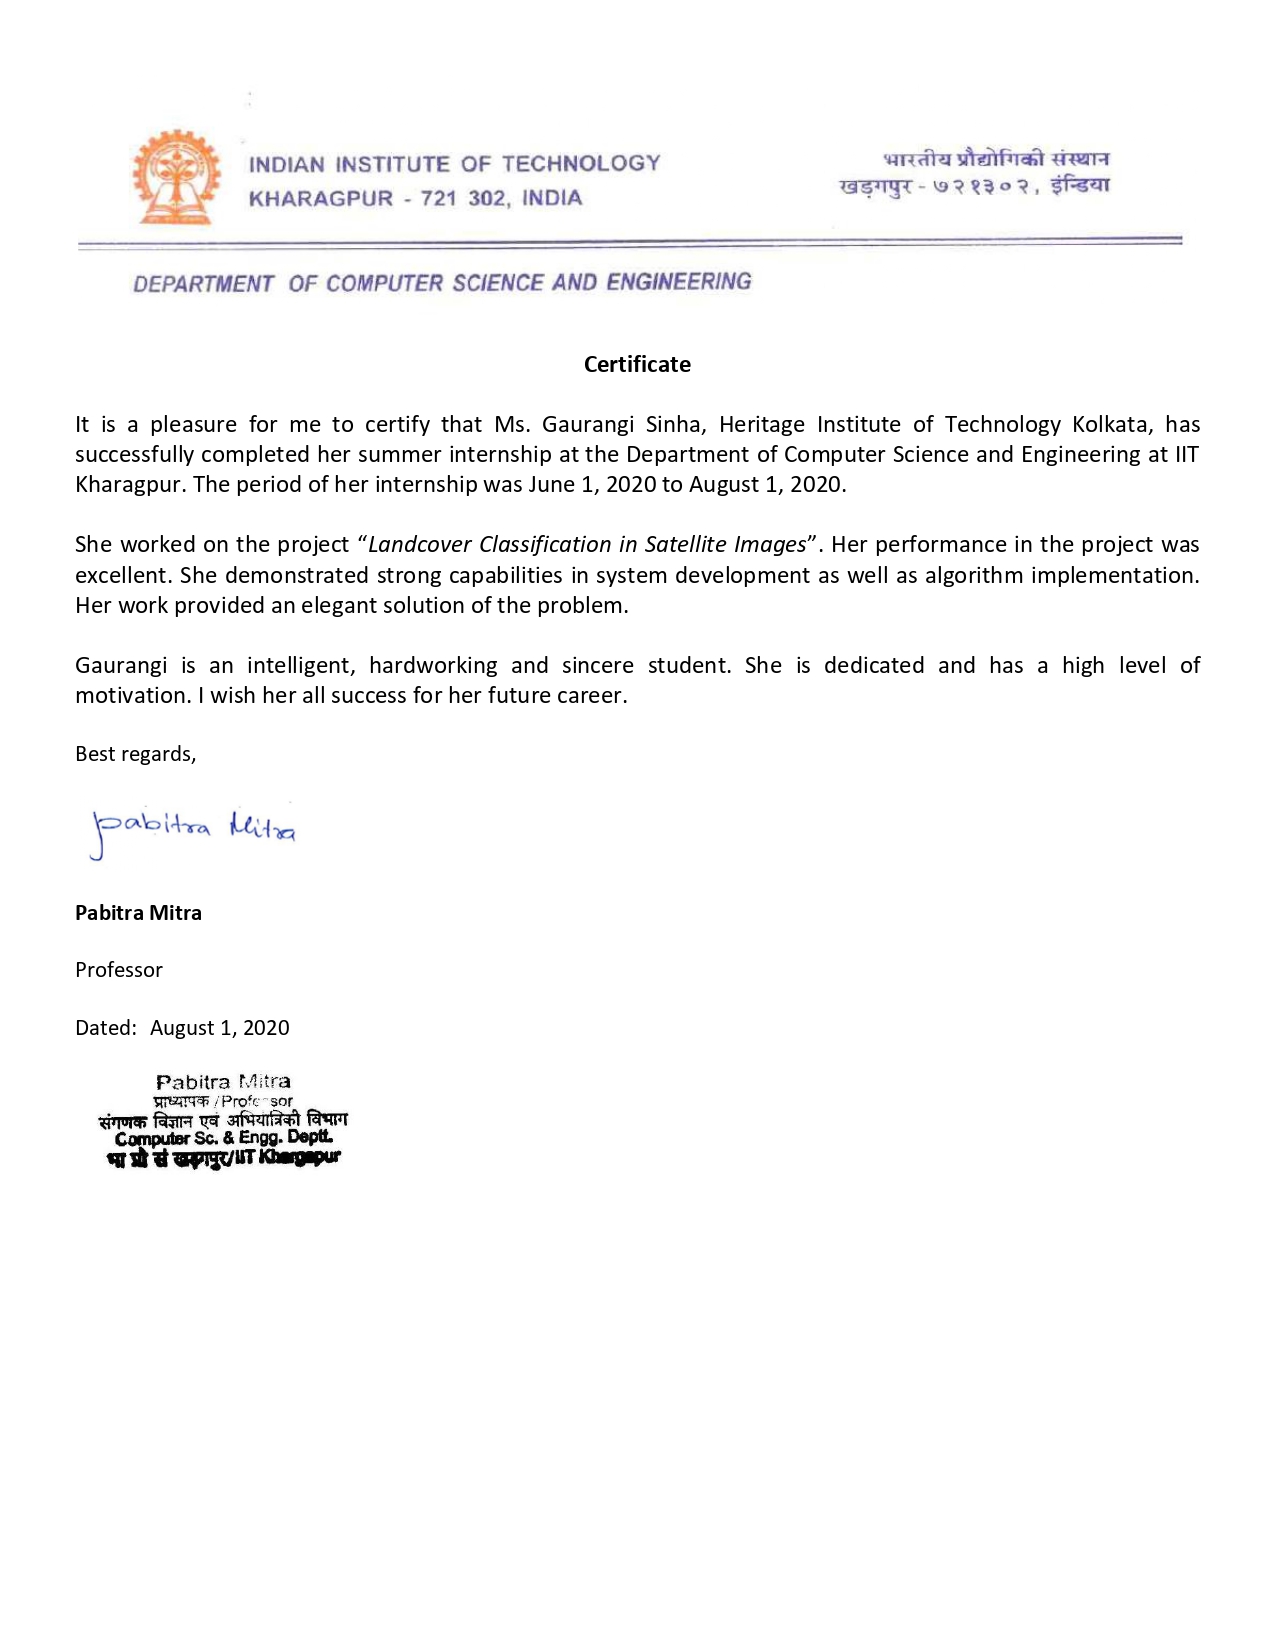 INDIAN INSTITUTE OF TECHNOLOGY
KHARAGPUR - 721 302, INDIA
भारतीय प्रौद्योगिकी संस्थान
खड़गपुर - ७२१३०२, इंन्डिया
DEPARTMENT OF COMPUTER SCIENCE AND ENGINEERING
Certificate
It is a pleasure for me to certify that Ms. Gaurangi Sinha, Heritage Institute of Technology Kolkata, has
successfully completed her summer internship at the Department of Computer Science and Engineering at IIT
Kharagpur. The period of her internship was June 1, 2020 to August 1, 2020.
She worked on the project “Landcover Classification in Satellite Images”. Her performance in the project was
excellent. She demonstrated strong capabilities in system development as well as algorithm implementation.
Her work provided an elegant solution of the problem.
Gaurangi is an intelligent, hardworking and sincere student. She is dedicated and has a high level of
motivation. I wish her all success for her future career.
Best regards,
Pabitra Mitra
Pabitra Mitra
Professor
Dated: August 1, 2020
Pabitra Mitra
प्राध्यापक / Professor
संगणक विज्ञान एवं अभियांत्रिकी विभाग
Computer Sc. & Engg. Deptt.
भा प्रौ सं खड़गपुर/IIT Kharagpur